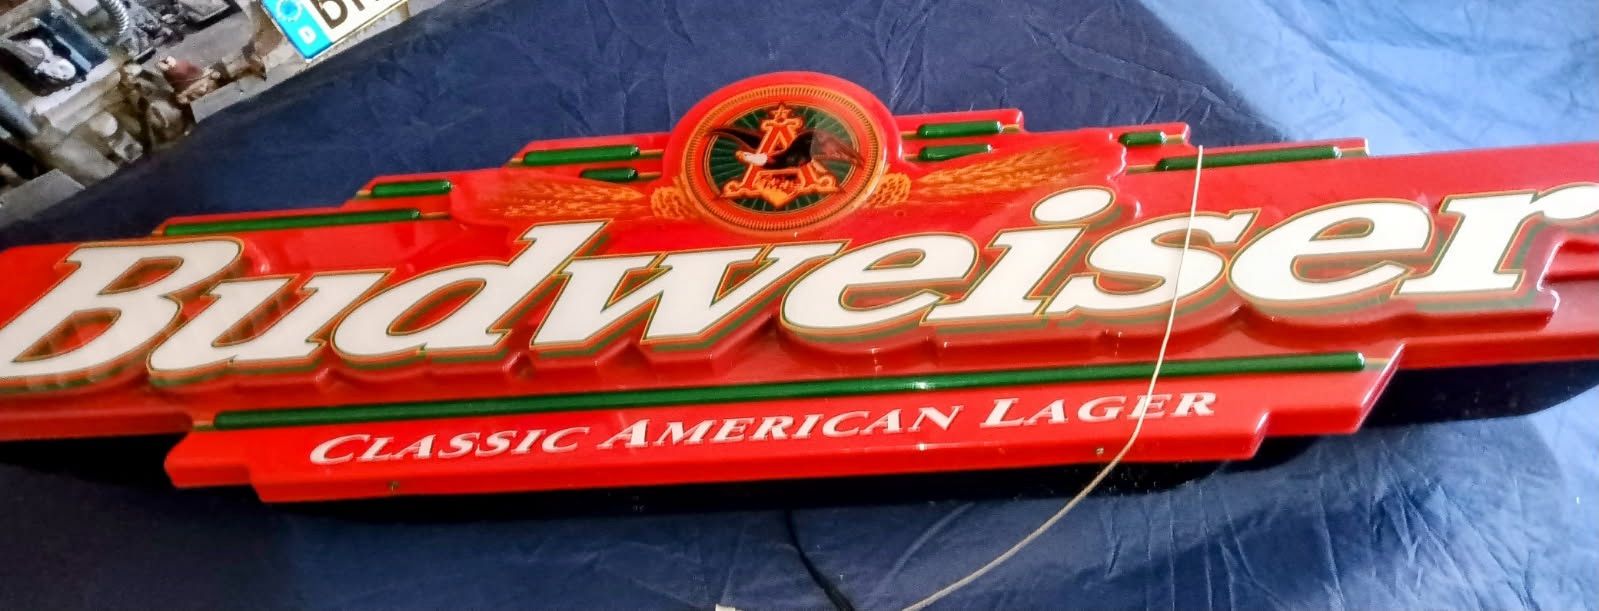 Budweiser
CLASSIC AMERICAN LAGER
A